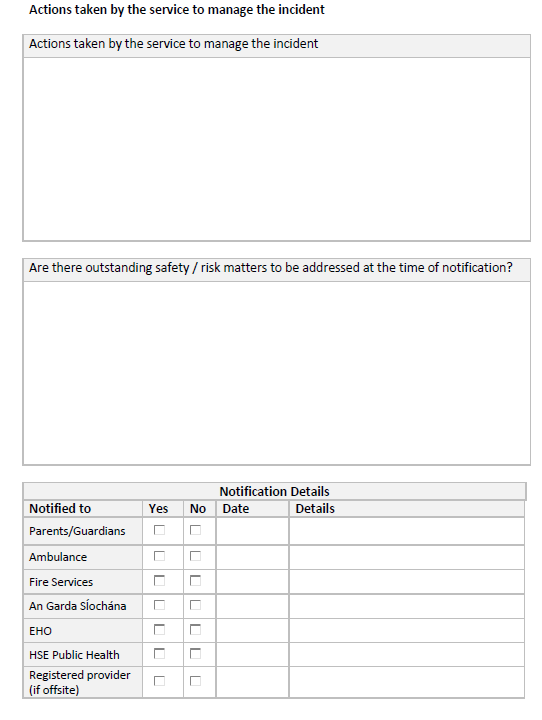 Actions taken by the service to manage the incident
Actions taken by the service to manage the incident
Are there outstanding safety / risk matters to be addressed at the time of notification?
Notification Details
Notified to Yes No Date Details
Parents/Guardians
Ambulance
Fire Services
An Garda SÍochána
EHO
HSE Public Health
Registered provider
(if offsite)